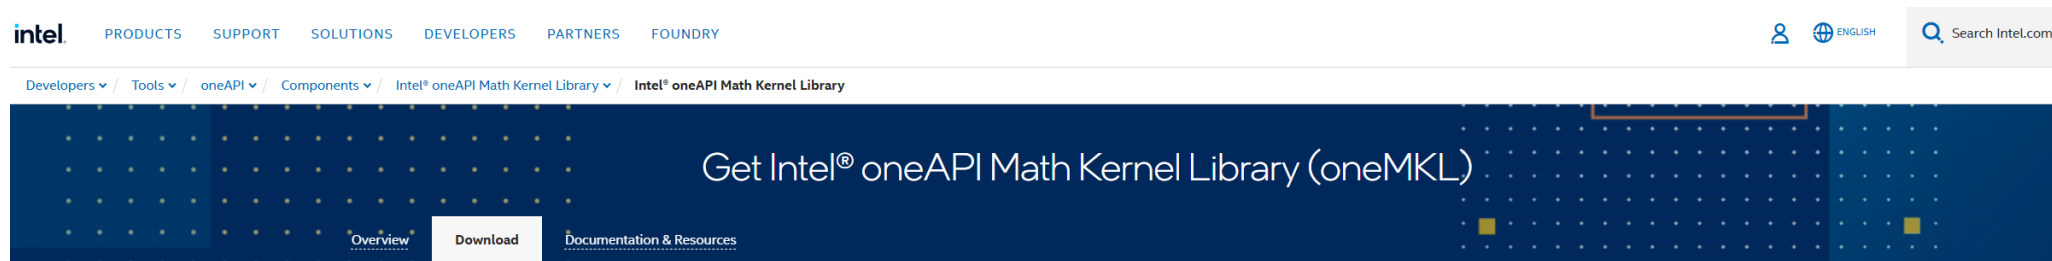 intel. PRODUCTS SUPPORT SOLUTIONS DEVELOPERS PARTNERS FOUNDRY ENGLISH Search Intel.com
Developers / Tools / oneAPI / Components / Intel® oneAPI Math Kernel Library / Intel® oneAPI Math Kernel Library
Get Intel® oneAPI Math Kernel Library (oneMKL)
Overview Download Documentation & Resources